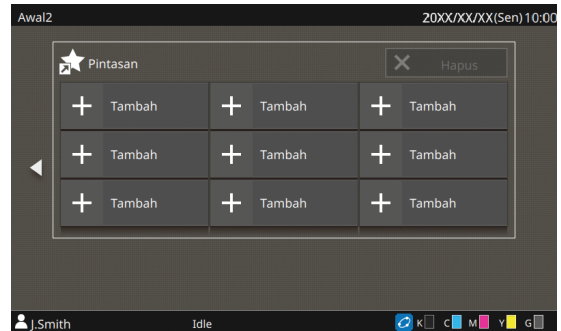 Awal2 20XX/XX/XX(Sen)10:00
Pintasan Hapus
Tambah Tambah Tambah
Tambah Tambah Tambah
Tambah Tambah Tambah
J.Smith Idle K C M Y G